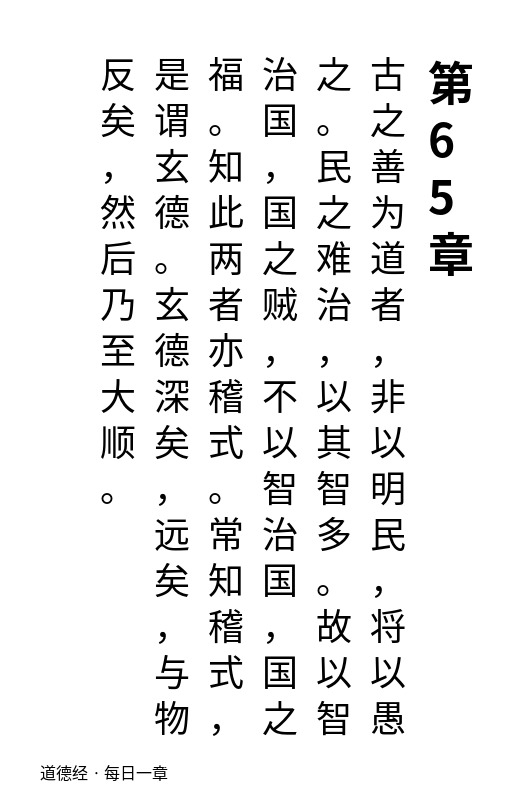 第65章
古之善为道者，非以明民，将以愚
之。民之难治，以其智多。故以智
治国，国之贼，不以智治国，国之
福。知此两者亦稽式。常知稽式，
是谓玄德。玄德深矣，远矣，与物
反矣，然后乃至大顺。
道德经 · 每日一章